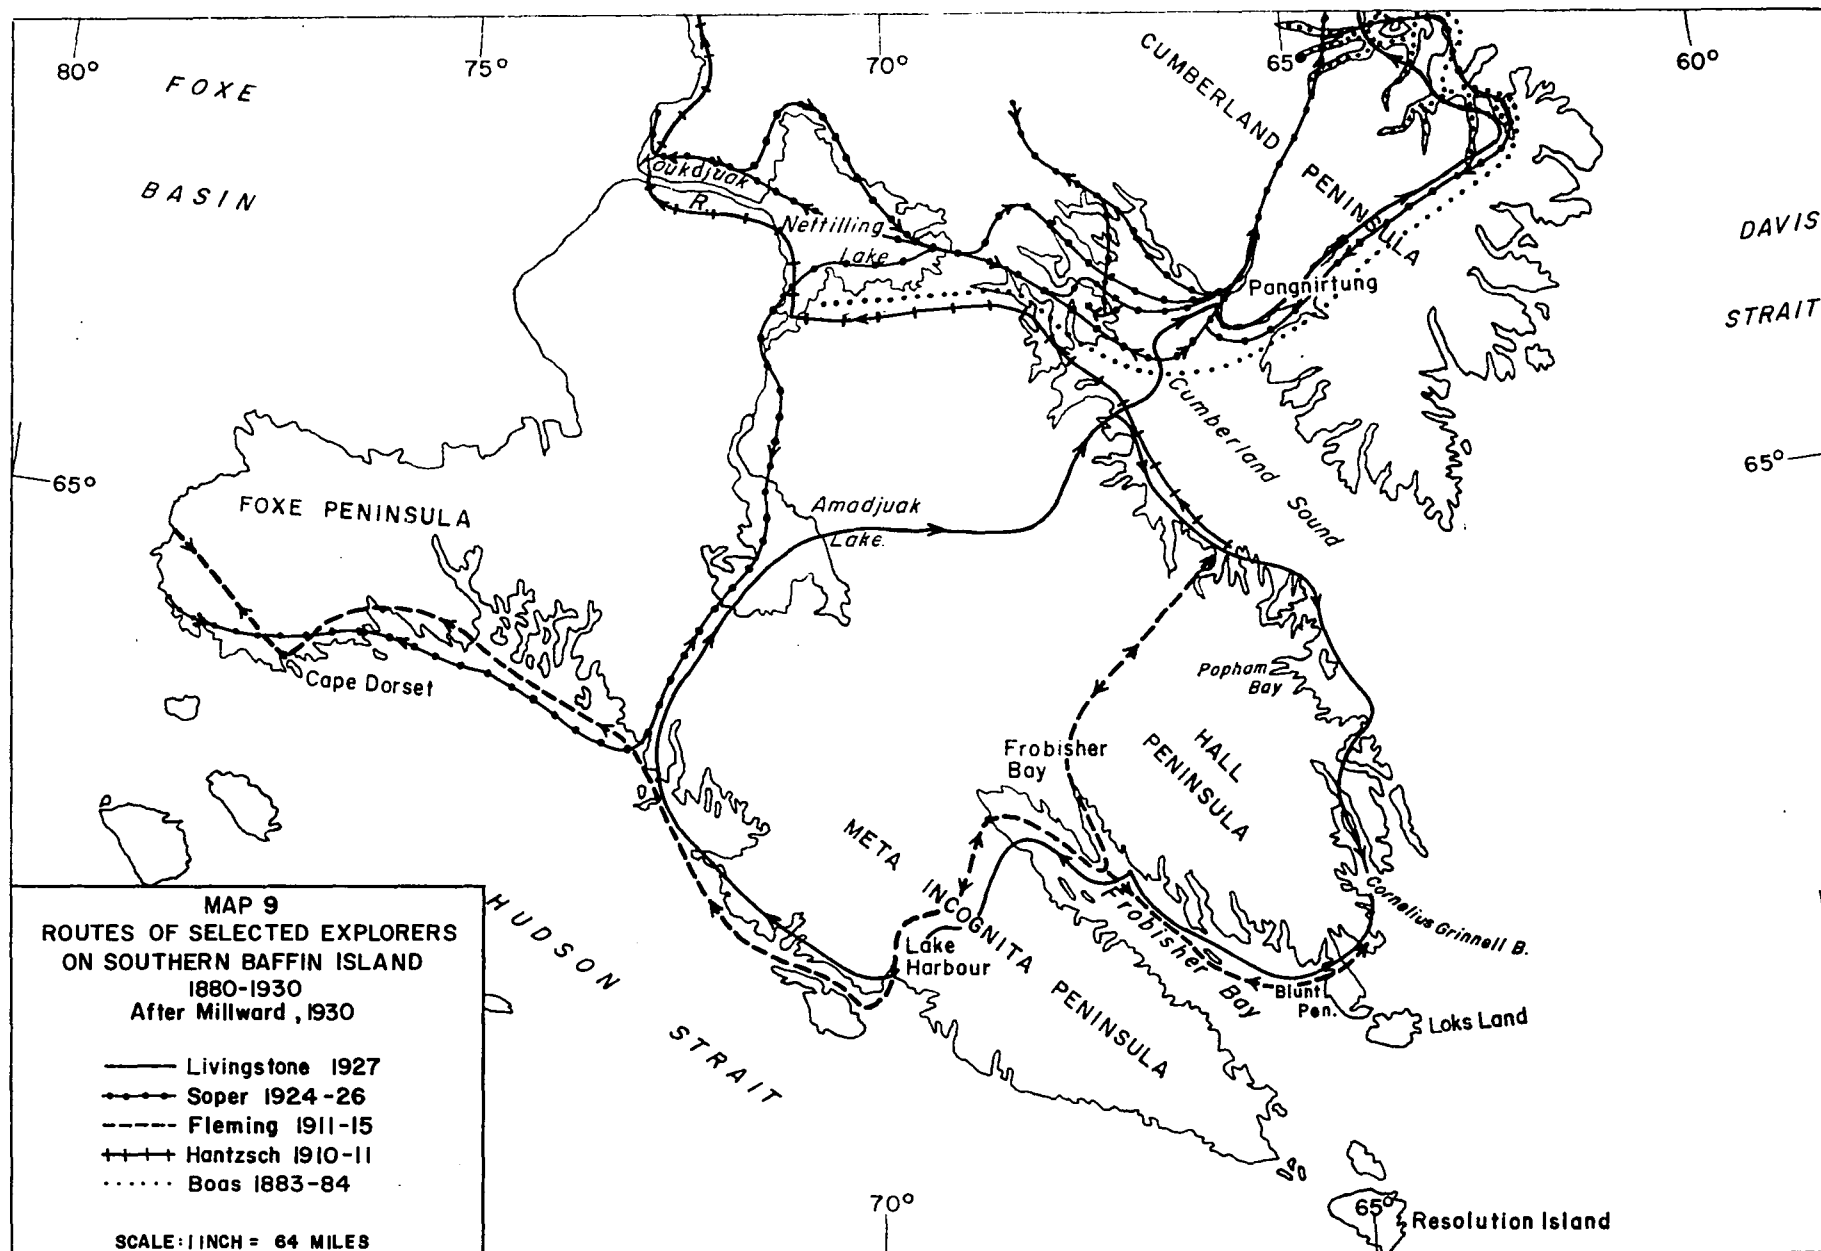 80°
75°
70°
65°
60°
FOXE
BASIN
CUMBERLAND
PENINSULA
DAVIS
STRAIT
Koukdjuak
R.
Nettilling
Lake
Pangnirtung
Cumberland Sound
65°
65°
FOXE PENINSULA
Amadjuak
Lake
Cape Dorset
Popham
Bay
HALL
PENINSULA
Frobisher
Bay
META
INCOGNITA
PENINSULA
Lake
Harbour
Frobisher
Bay
Cornelius Grinnell B.
Blunt
Pen.
Loks Land
HUDSON
STRAIT
70°
65°
Resolution Island
MAP 9
ROUTES OF SELECTED EXPLORERS
ON SOUTHERN BAFFIN ISLAND
1880-1930
After Millward, 1930
Livingstone 1927
Soper 1924-26
Fleming 1911-15
Hantzsch 1910-11
Boas 1883-84
SCALE: 1 INCH = 64 MILES